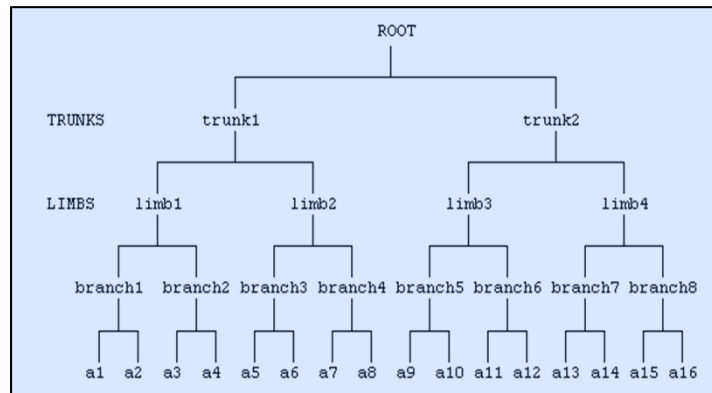 ROOT
TRUNKS trunk1 trunk2
LIMBS limb1 limb2 limb3 limb4
branch1 branch2 branch3 branch4 branch5 branch6 branch7 branch8
a1 a2 a3 a4 a5 a6 a7 a8 a9 a10 a11 a12 a13 a14 a15 a16